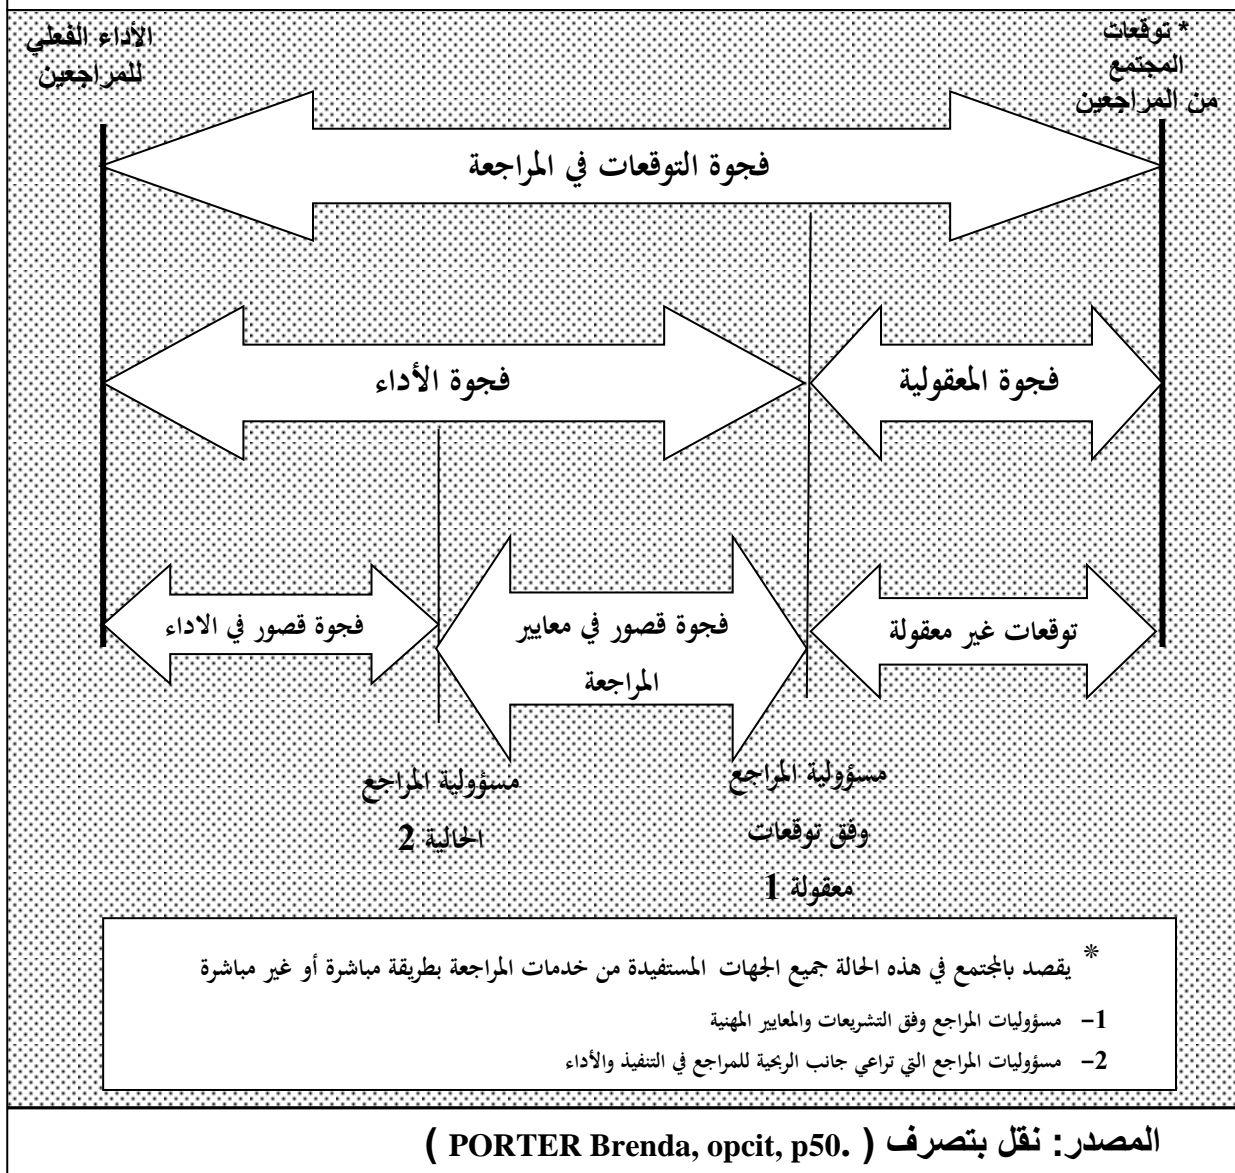 * توقعات
المجتمع
من المراجعين
الأداء الفعلي
للمراجعين
فجوة التوقعات في المراجعة
فجوة المعقولية
فجوة الأداء
توقعات غير معقولة
فجوة قصور في معايير
المراجعة
فجوة قصور في الاداء
مسؤولية المراجع
وفق توقعات
معقولة 1
مسؤولية المراجع
الحالية 2
* يقصد بالمجتمع في هذه الحالة جميع الجهات المستفيدة من خدمات المراجعة بطريقة مباشرة أو غير مباشرة
1- مسؤوليات المراجع وفق التشريعات والمعايير المهنية
2- مسؤوليات المراجع التي تراعي جانب الربحية للمراجع في التنفيذ والأداء
المصدر: نقل بتصرف ( PORTER Brenda, opcit, p50. )